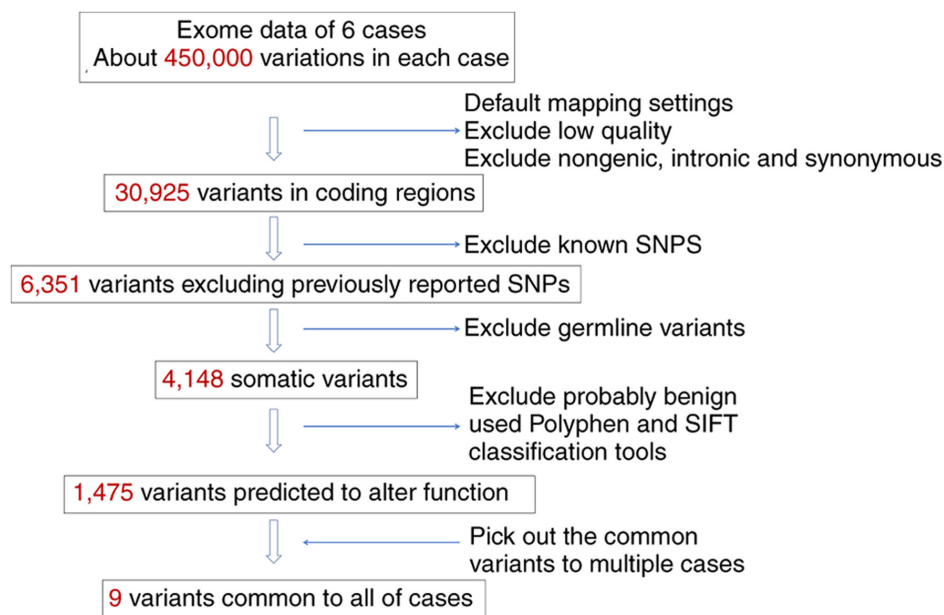 Exome data of 6 cases
About 450,000 variations in each case
Default mapping settings
Exclude low quality
Exclude nongenic, intronic and synonymous
30,925 variants in coding regions
Exclude known SNPS
6,351 variants excluding previously reported SNPs
Exclude germline variants
4,148 somatic variants
Exclude probably benign
used Polyphen and SIFT
classification tools
1,475 variants predicted to alter function
Pick out the common
variants to multiple cases
9 variants common to all of cases